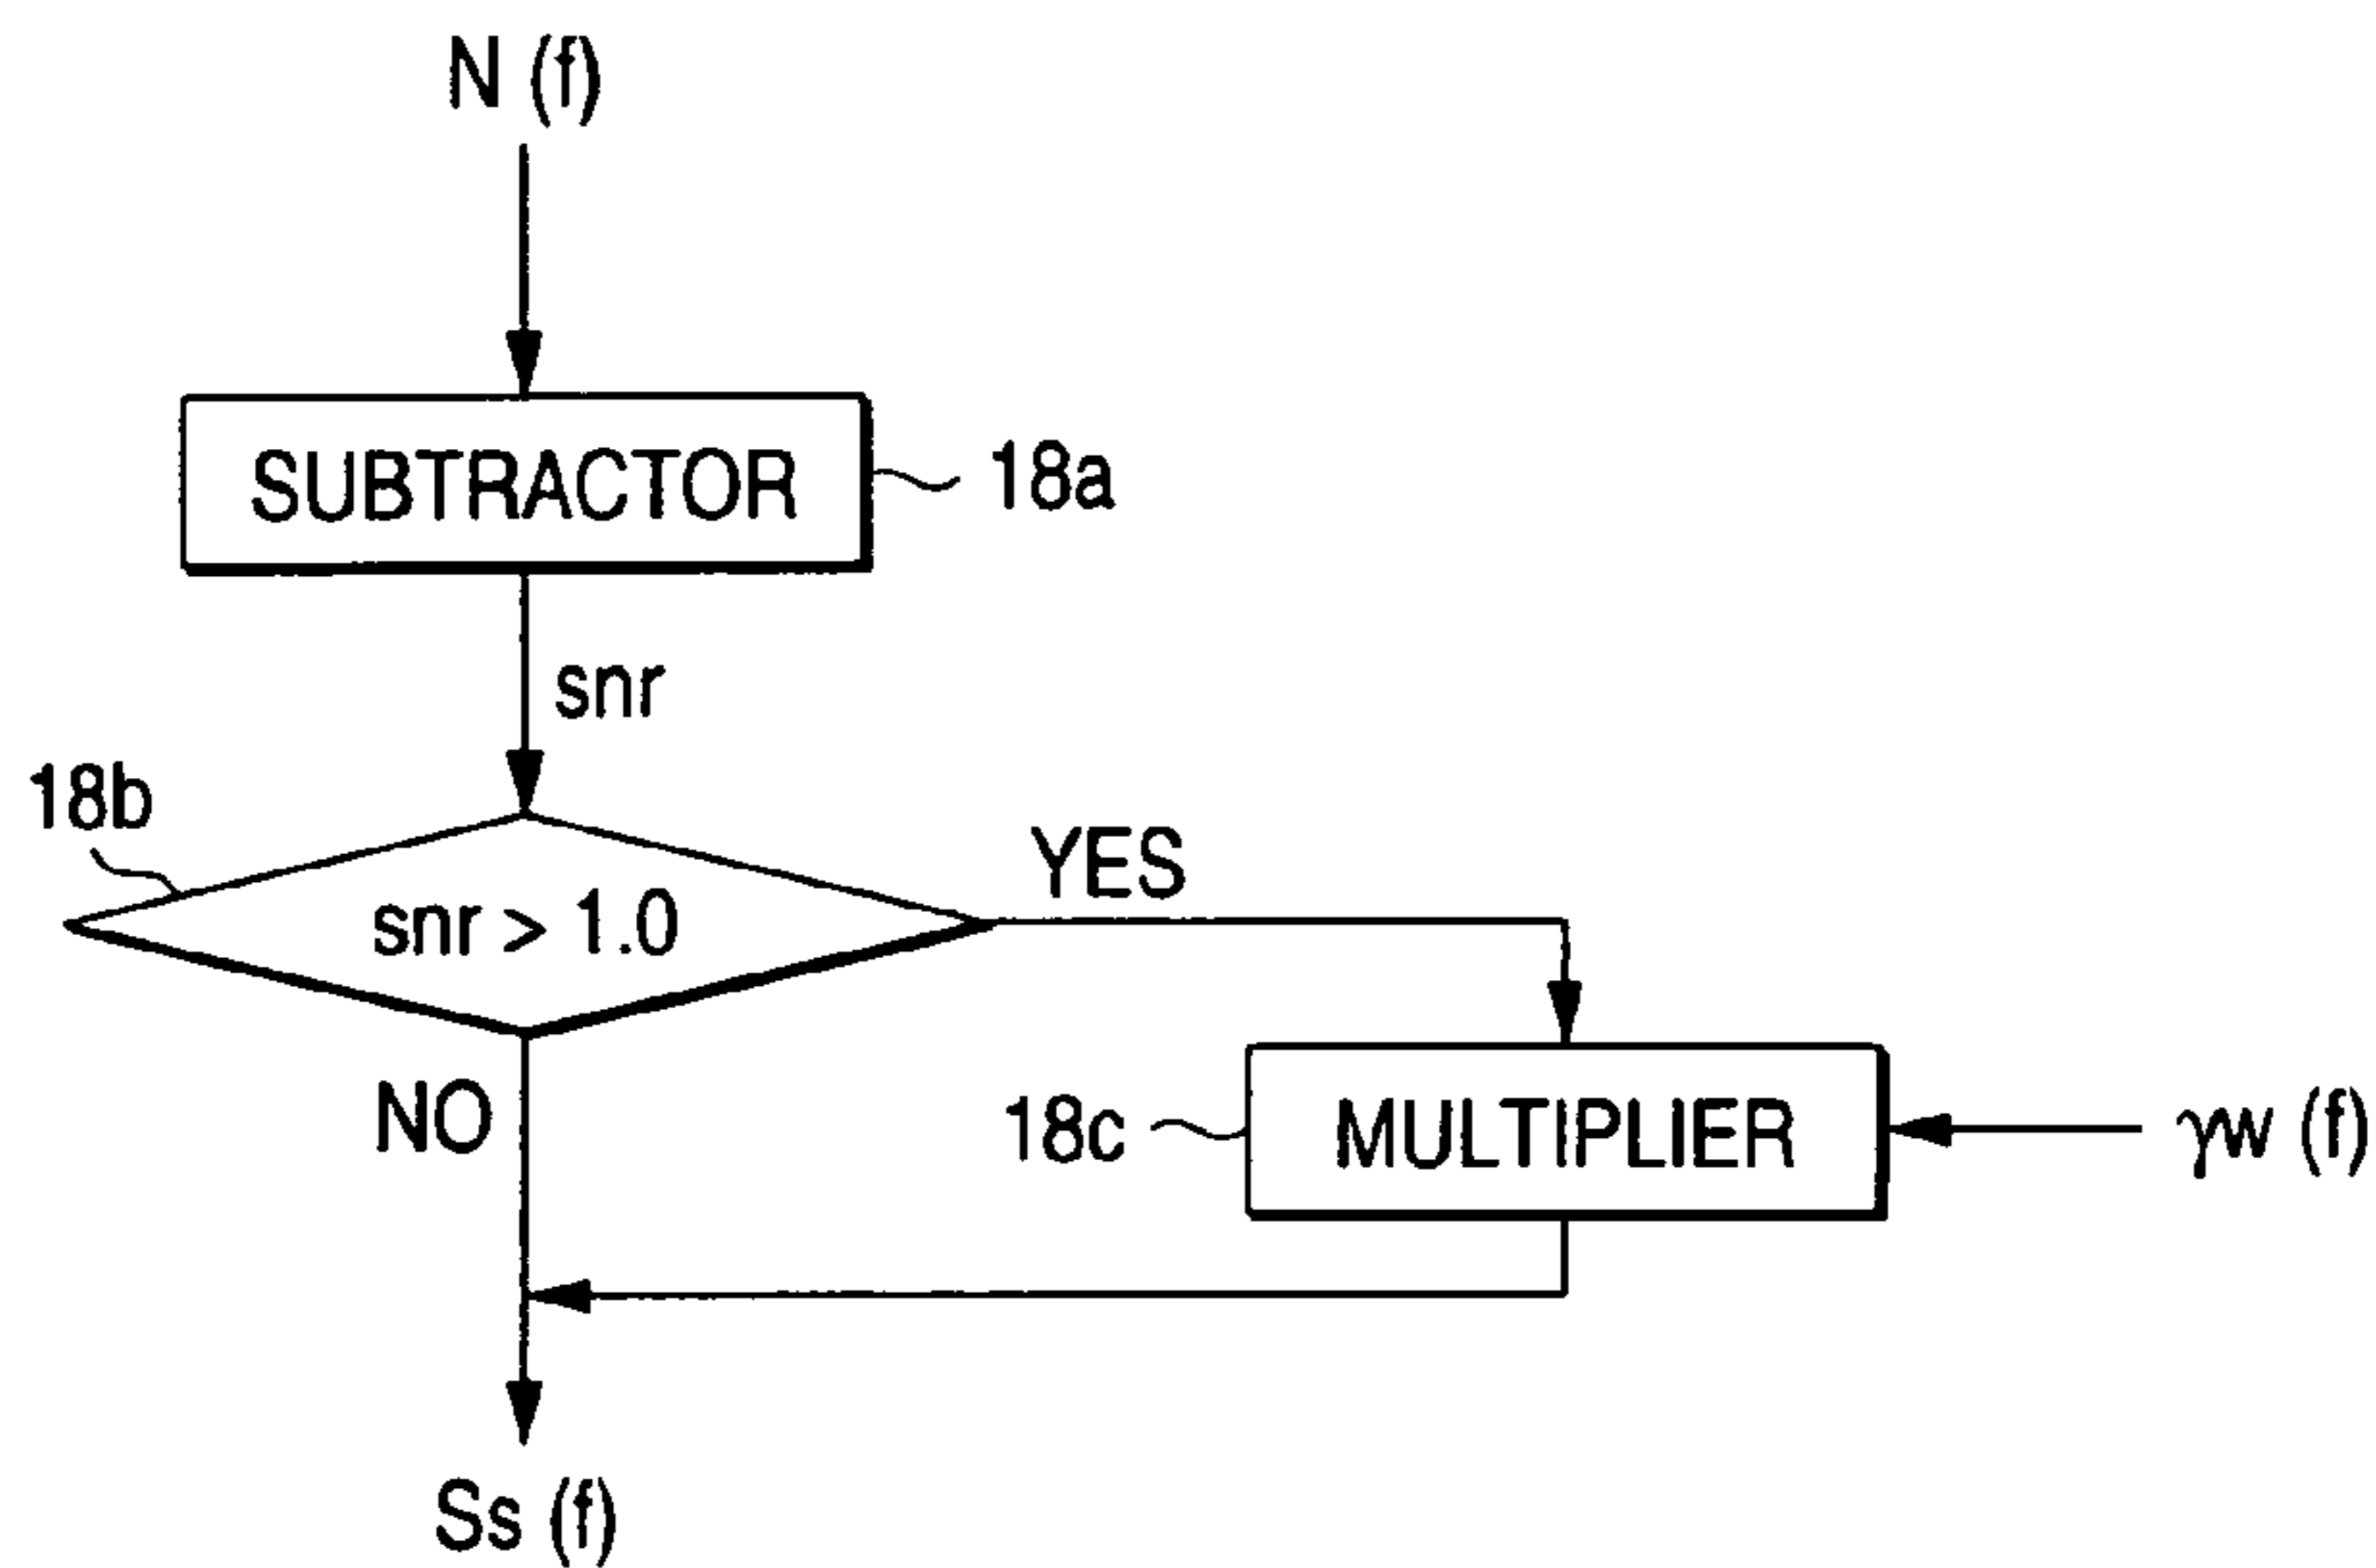 N (f)
SUBTRACTOR
18a
snr
18b
snr > 1.0
YES
NO
18c
MULTIPLIER
γw (f)
Ss (f)